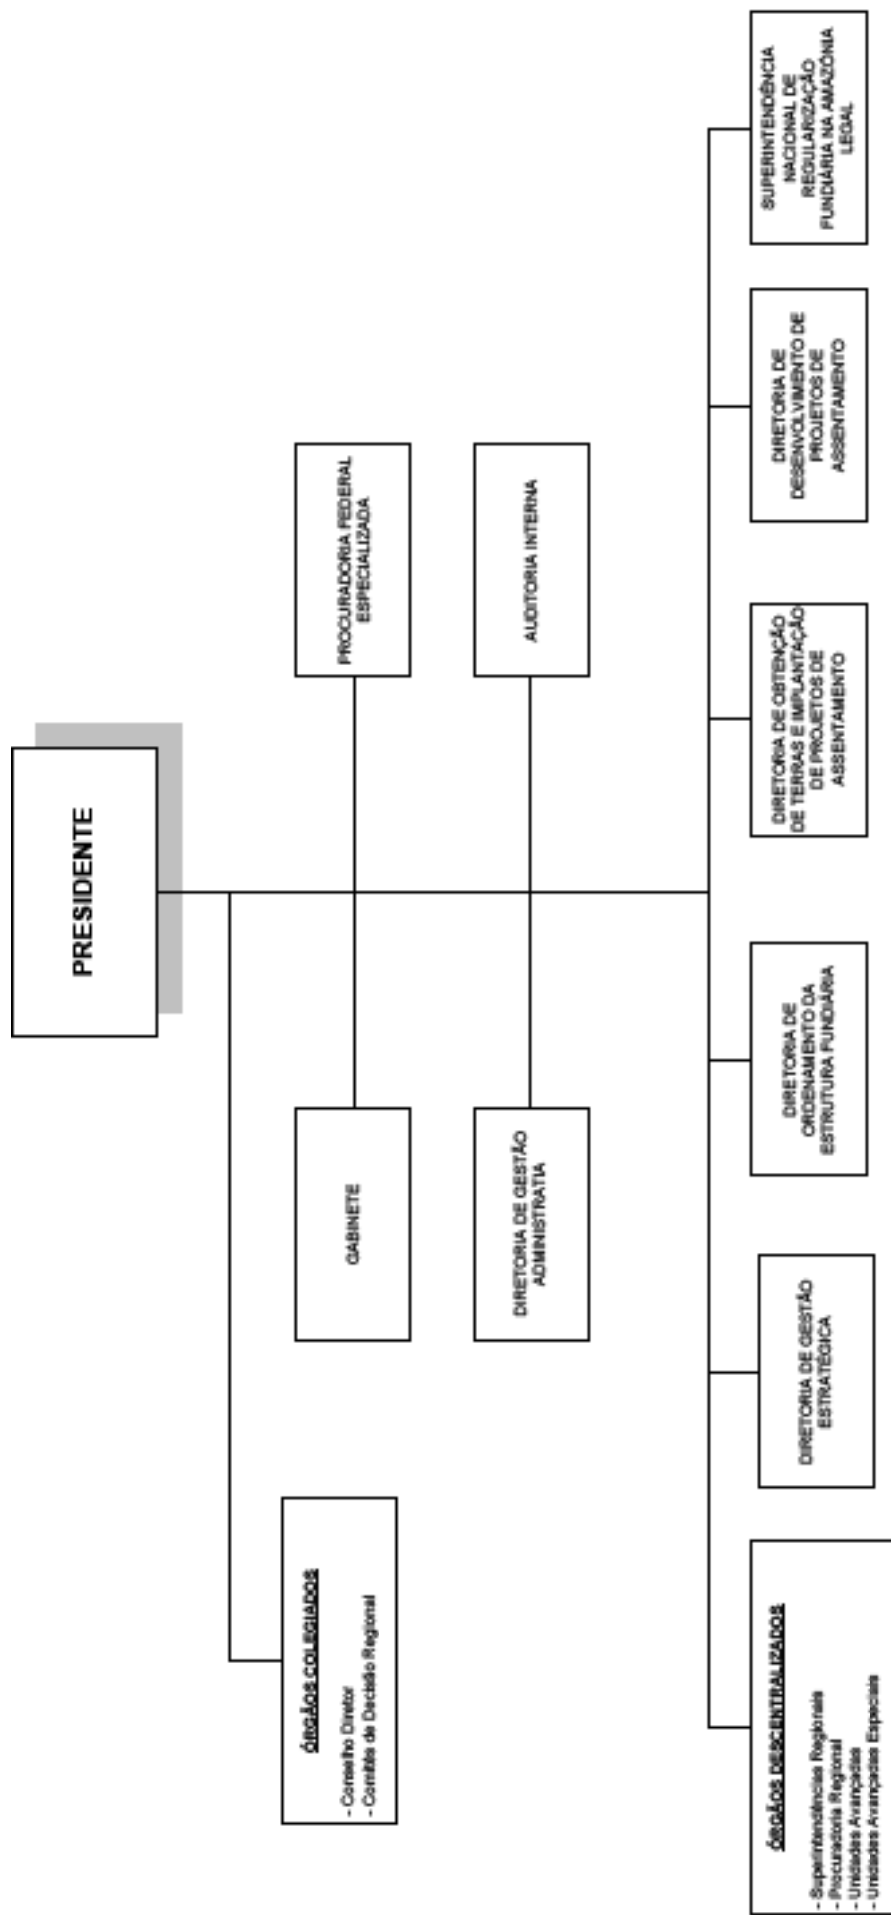 PRESIDENTE
ÓRGÃOS COLEGIADOS
- Conselho Diretor
- Comitês de Decisão Regional
GABINETE
PROCURADORIA FEDERAL
ESPECIALIZADA
DIRETORIA DE GESTÃO
ADMINISTRATIA
AUDITORIA INTERNA
ÓRGÃOS DESCENTRALIZADOS
- Superintendências Regionais
- Procuradoria Regional
- Unidades Avançadas
- Unidades Avançadas Especiais
DIRETORIA DE GESTÃO
ESTRATÉGICA
DIRETORIA DE
ORDENAMENTO DA
ESTRUTURA FUNDIÁRIA
DIRETORIA DE OBTENÇÃO
DE TERRAS E IMPLANTAÇÃO
DE PROJETOS DE
ASSENTAMENTO
DIRETORIA DE
DESENVOLVIMENTO DE
PROJETOS DE
ASSENTAMENTO
SUPERINTENDÊNCIA
NACIONAL DE
REGULARIZAÇÃO
FUNDIÁRIA NA AMAZÔNIA
LEGAL